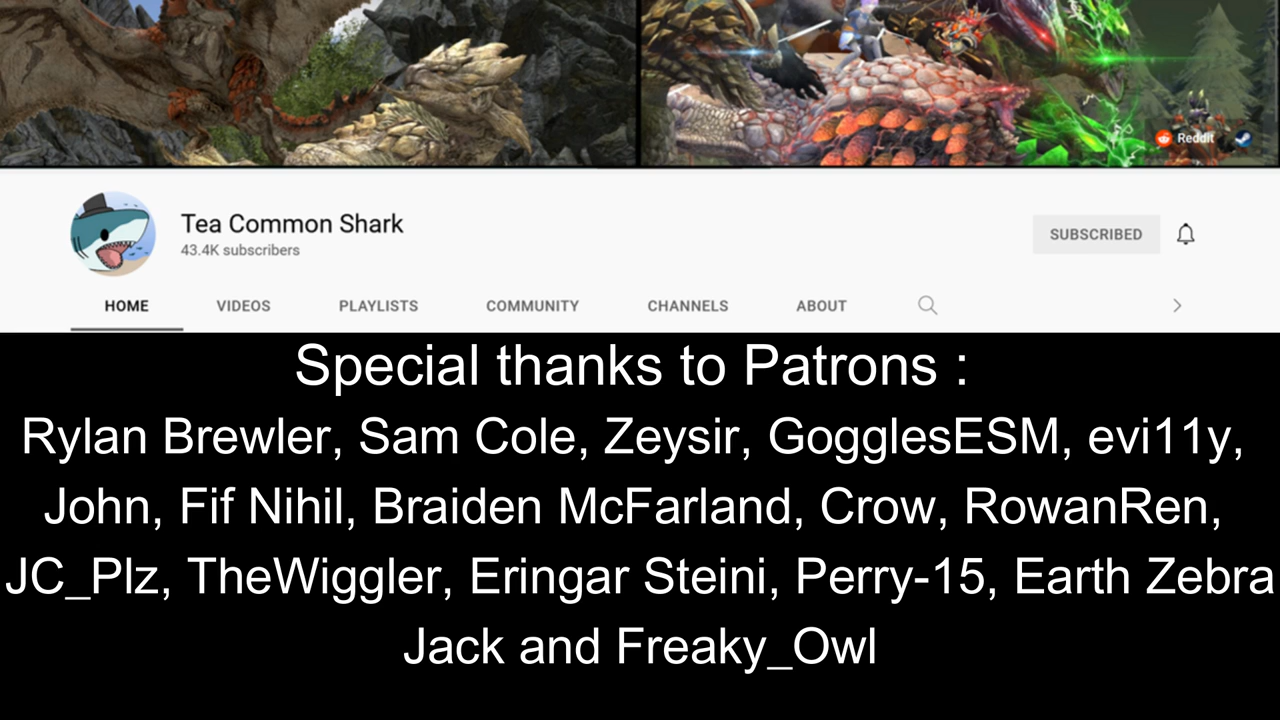 Reddit
Tea Common Shark
43.4K subscribers
SUBSCRIBED
HOME VIDEOS PLAYLISTS COMMUNITY CHANNELS ABOUT
Special thanks to Patrons :
Rylan Brewler, Sam Cole, Zeysir, GogglesESM, evi11y,
John, Fif Nihil, Braiden McFarland, Crow, RowanRen,
JC_Plz, TheWiggler, Eringar Steini, Perry-15, Earth Zebra
Jack and Freaky_Owl